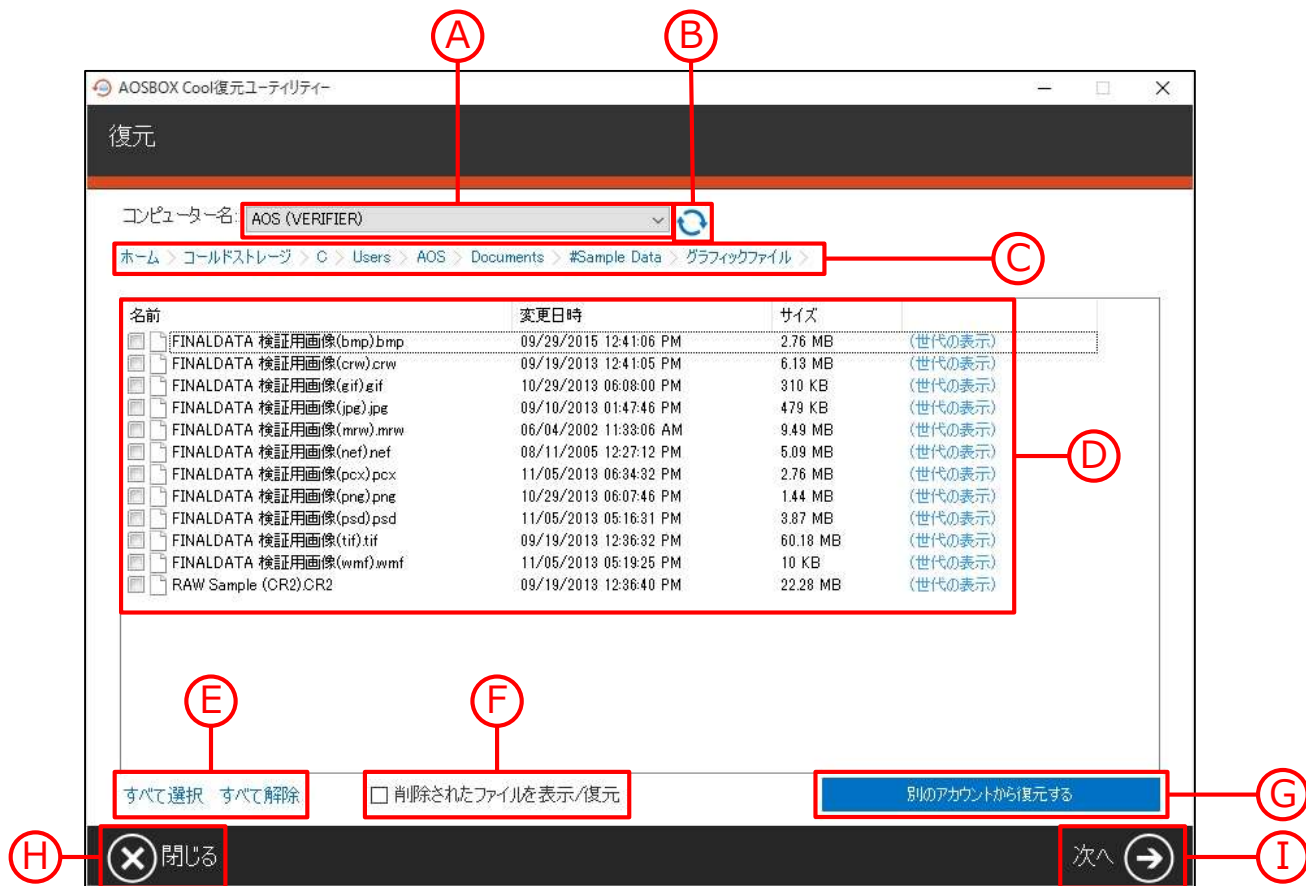 A
B
AOSBOX Cool復元ユーティリティー
復元
コンピューター名: AOS (VERIFIER)
ホーム > コールドストレージ > C > Users > AOS > Documents > #Sample Data > グラフィックファイル >
C
名前 変更日時 サイズ
FINALDATA 検証用画像(bmp).bmp 09/29/2015 12:41:06 PM 2.76 MB (世代の表示)
FINALDATA 検証用画像(crw).crw 09/19/2013 12:41:05 PM 6.13 MB (世代の表示)
FINALDATA 検証用画像(gif).gif 10/29/2013 06:08:00 PM 310 KB (世代の表示)
FINALDATA 検証用画像(jpg).jpg 09/10/2013 01:47:46 PM 479 KB (世代の表示)
FINALDATA 検証用画像(mrw).mrw 06/04/2002 11:33:06 AM 9.49 MB (世代の表示)
FINALDATA 検証用画像(nef).nef 08/11/2005 12:27:12 PM 5.09 MB (世代の表示)
D
FINALDATA 検証用画像(pcx).pcx 11/05/2013 06:34:32 PM 2.76 MB (世代の表示)
FINALDATA 検証用画像(png).png 10/29/2013 06:07:46 PM 1.44 MB (世代の表示)
FINALDATA 検証用画像(psd).psd 11/05/2013 05:16:31 PM 3.87 MB (世代の表示)
FINALDATA 検証用画像(tif).tif 09/19/2013 12:36:32 PM 60.18 MB (世代の表示)
FINALDATA 検証用画像(wmf).wmf 11/05/2013 05:19:25 PM 10 KB (世代の表示)
RAW Sample (CR2).CR2 09/19/2013 12:36:40 PM 22.28 MB (世代の表示)
E
F
すべて選択 すべて解除 削除されたファイルを表示/復元 別のアカウントから復元する
G
H
閉じる 次へ
I